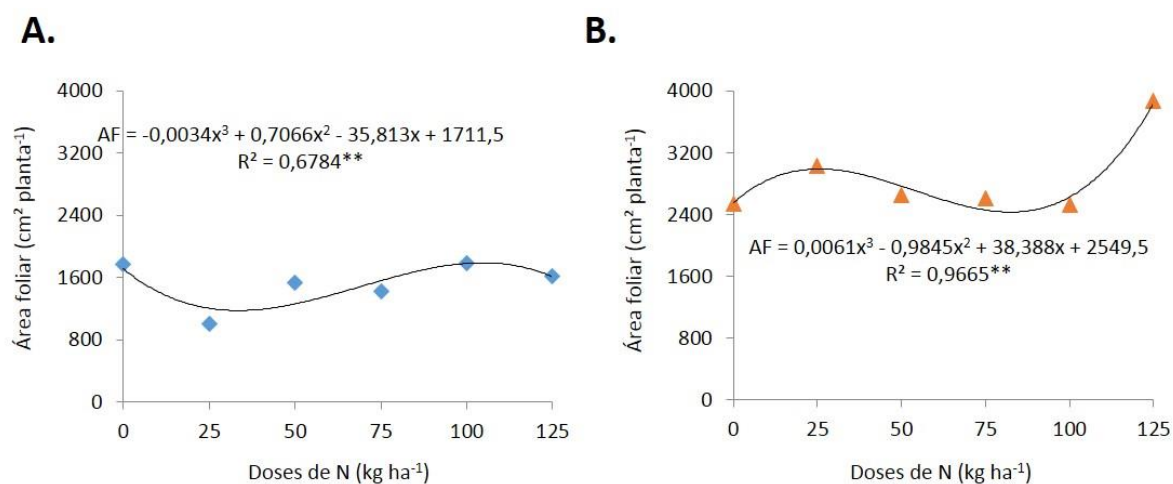 A.
4000
3200
2400
1600
800
0
Área foliar (cm² planta⁻¹)
AF = -0,0034x³ + 0,7066x² - 35,813x + 1711,5
R² = 0,6784**
0 25 50 75 100 125
Doses de N (kg ha⁻¹)
B.
4000
3200
2400
1600
800
0
Área foliar (cm² planta⁻¹)
AF = 0,0061x³ - 0,9845x² + 38,388x + 2549,5
R² = 0,9665**
0 25 50 75 100 125
Doses de N (kg ha⁻¹)